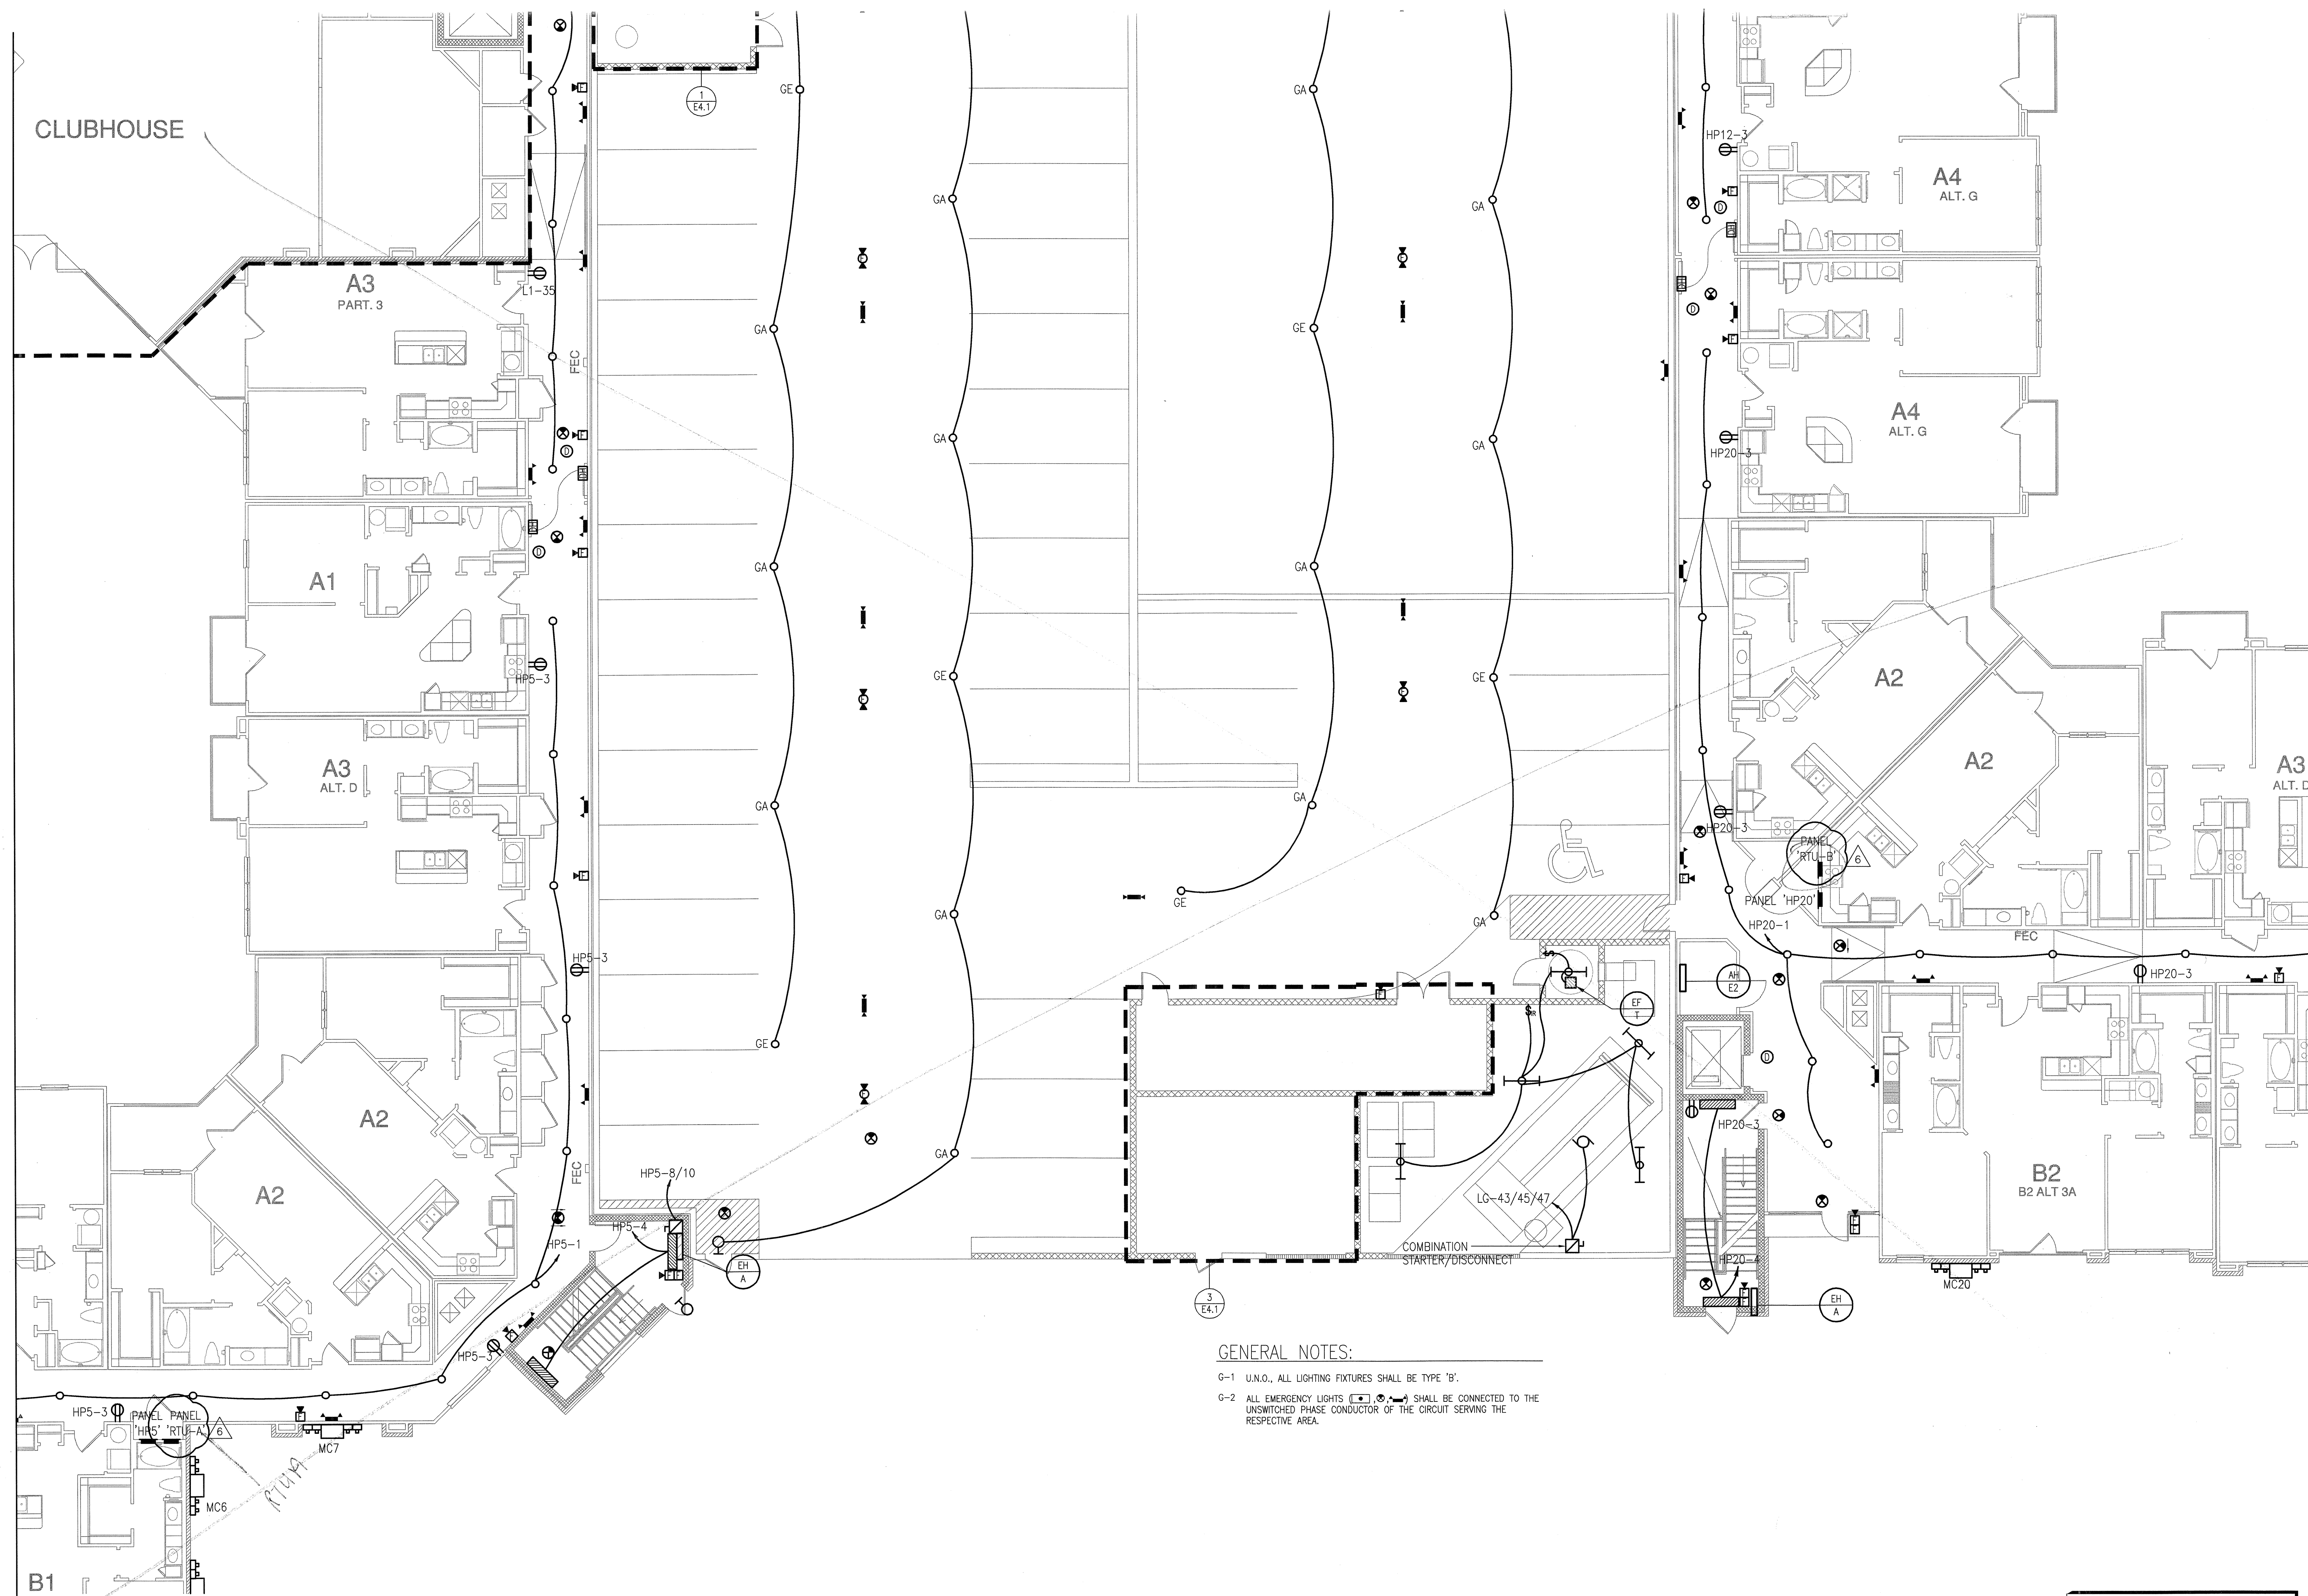 CLUBHOUSE
1
E4.1
GE
GA
HP12-3
F
GA
GA
A4
ALT. G
D
F
F
A3
PART. 3
L1-35
D
F
GA
GE
FEC
A4
ALT. G
GA
GA
F
D
HP20-3
A1
D
F
GA
GA
HP5-3
GE
GE
F
F
A2
A3
ALT. D
GA
GA
A2
A3
ALT. D
HP20-3
PANEL
'RTU-B'
6
F
F
GE
PANEL 'HP20'
GA
GA
HP20-1
FEC
HP5-3
AH
E2
HP20-3
F
F
EF
T
GE
D
A2
F
HP20-3
GA
FEC
HP5-8/10
A2
B2
B2 ALT 3A
LG-43/45/47
HP5-4
HP5-1
F
COMBINATION
STARTER/DISCONNECT
EH
A
HP20-4
MC20
3
E4.1
EH
A
F
HP5-3
GENERAL NOTES:
G-1 U.N.O., ALL LIGHTING FIXTURES SHALL BE TYPE 'B'.
G-2 ALL EMERGENCY LIGHTS ( , , ) SHALL BE CONNECTED TO THE
UNSWITCHED PHASE CONDUCTOR OF THE CIRCUIT SERVING THE
RESPECTIVE AREA.
HP5-3
PANEL PANEL
'HP5' 'RTU-A'
6
F
MC7
RTUA
MC6
B1